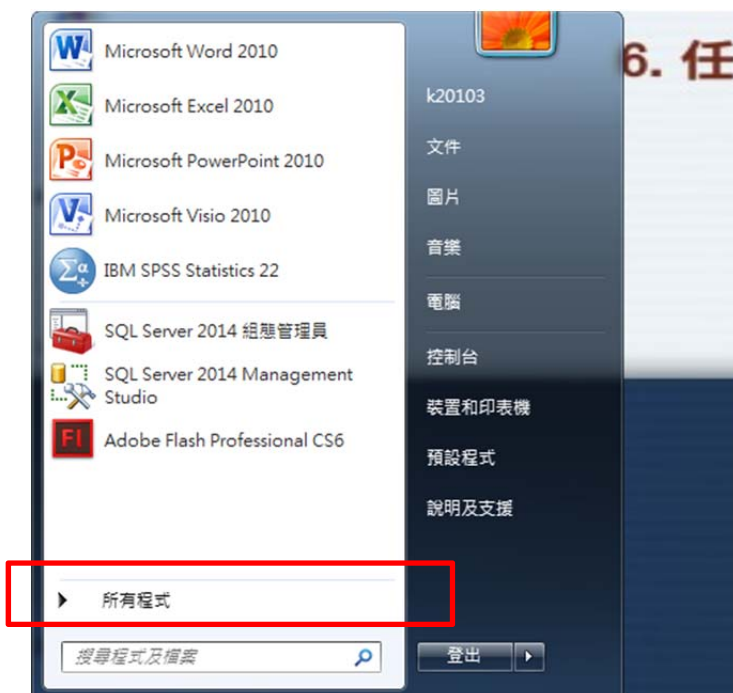 Microsoft Word 2010
Microsoft Excel 2010
Microsoft PowerPoint 2010
Microsoft Visio 2010
IBM SPSS Statistics 22
SQL Server 2014 組態管理員
SQL Server 2014 Management
Studio
Adobe Flash Professional CS6
所有程式
搜尋程式及檔案
k20103
文件
圖片
音樂
電腦
控制台
裝置和印表機
預設程式
說明及支援
登出
6. 任